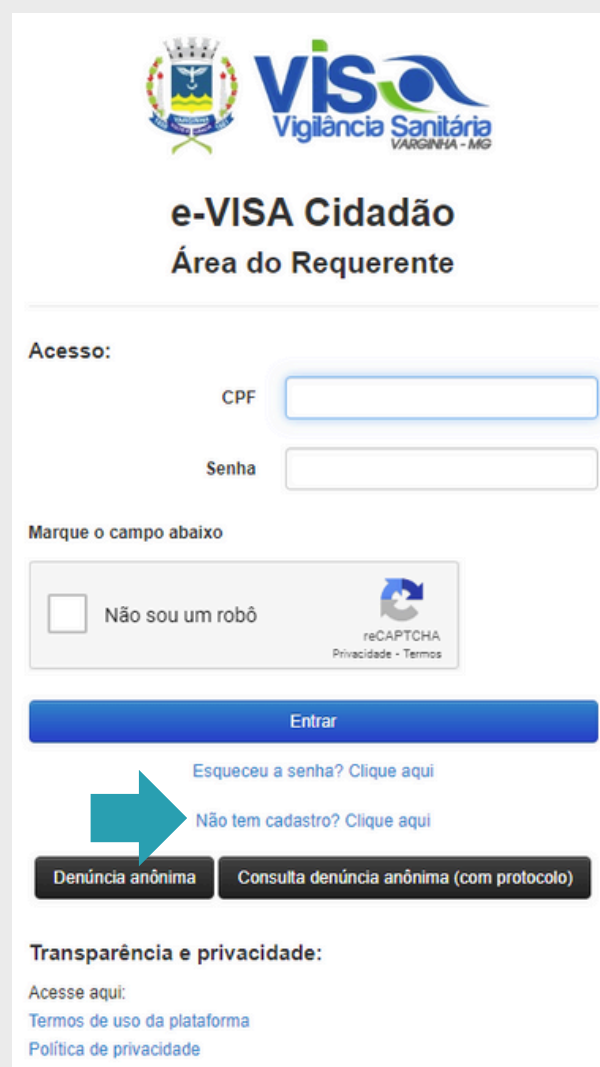 VISA
Vigilância Sanitária
VARGINHA - MG
e-VISA Cidadão
Área do Requerente
Acesso:
CPF
Senha
Marque o campo abaixo
Não sou um robô
reCAPTCHA
Privacidade - Termos
Entrar
Esqueceu a senha? Clique aqui
Não tem cadastro? Clique aqui
Denúncia anônima Consulta denúncia anônima (com protocolo)
Transparência e privacidade:
Acesse aqui:
Termos de uso da plataforma
Política de privacidade